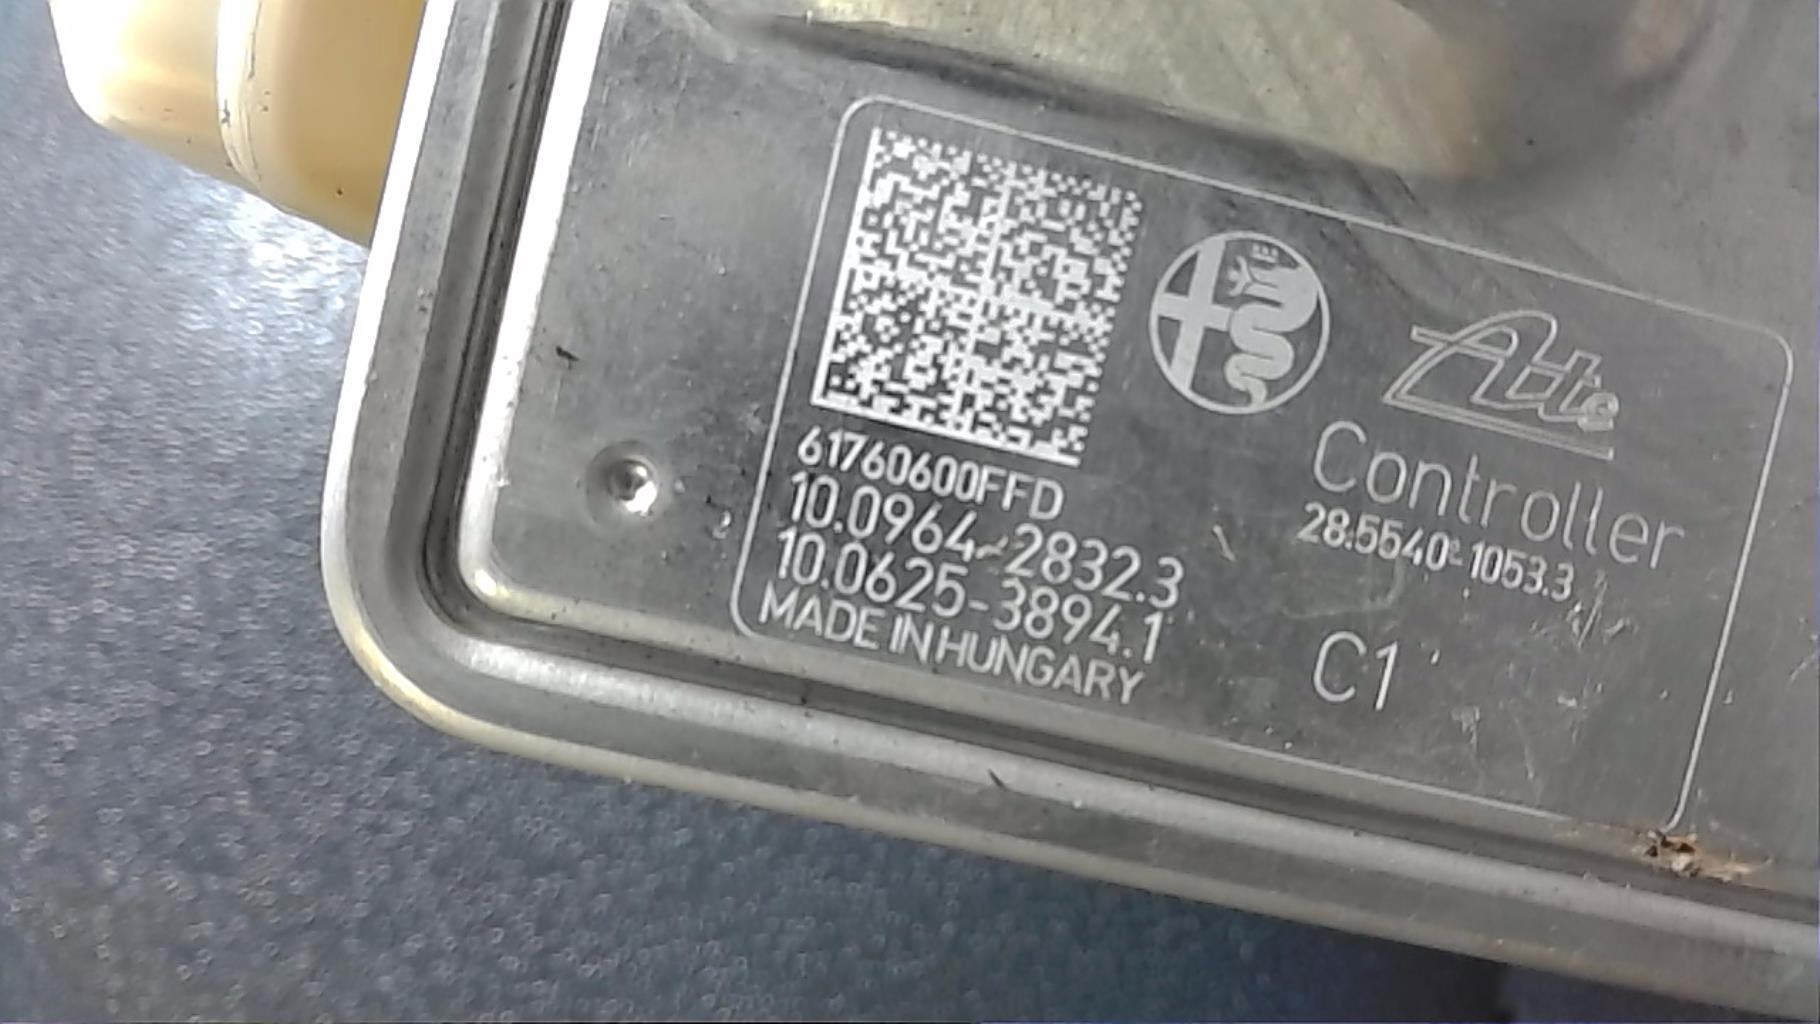 61760600FFD
10.0964-2832.3
10.0625-3894.1
MADE IN HUNGARY
Ate
Controller
28.5540-1053.3
C1